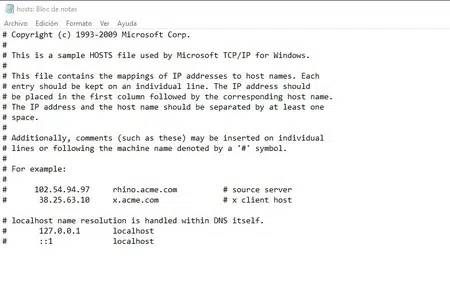 hosts: Bloc de notas
Archivo Edición Formato Ver Ayuda
# Copyright (c) 1993-2009 Microsoft Corp.
#
# This is a sample HOSTS file used by Microsoft TCP/IP for Windows.
#
# This file contains the mappings of IP addresses to host names. Each
# entry should be kept on an individual line. The IP address should
# be placed in the first column followed by the corresponding host name.
# The IP address and the host name should be separated by at least one
# space.
#
# Additionally, comments (such as these) may be inserted on individual
# lines or following the machine name denoted by a '#' symbol.
#
# For example:
#
# 102.54.94.97 rhino.acme.com # source server
# 38.25.63.10 x.acme.com # x client host

# localhost name resolution is handled within DNS itself.
# 127.0.0.1 localhost
# ::1 localhost